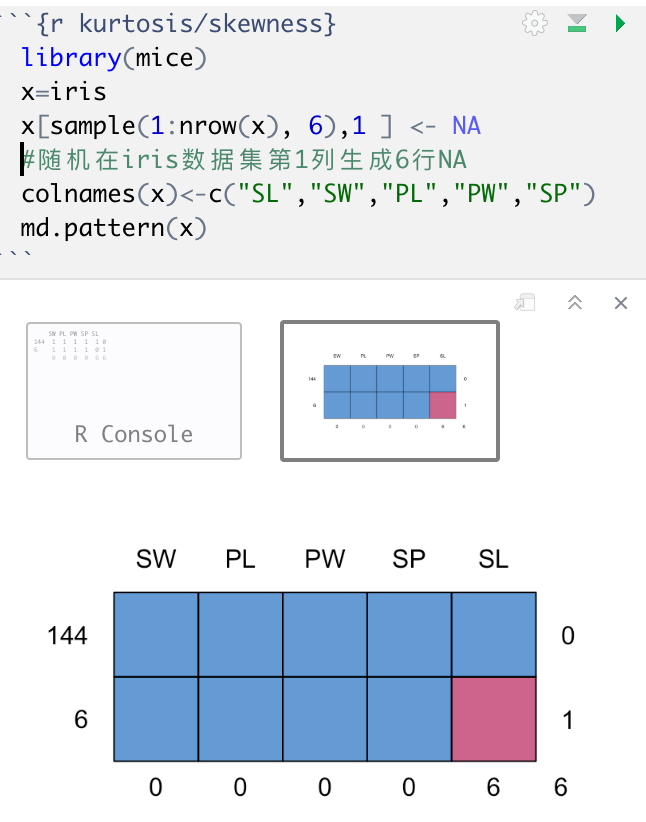 ```{r kurtosis/skewness}
library(mice)
x=iris
x[sample(1:nrow(x), 6),1 ] <- NA
#随机在iris数据集第1列生成6行NA
colnames(x)<-c("SL","SW","PL","PW","SP")
md.pattern(x)
```
SW PL PW SP SL
144 1 1 1 1 1 0
6 1 1 1 1 0 1
0 0 0 0 6 6
R Console
SW PL PW SP SL
144 0
6 1
0 0 0 0 6 6
SW PL PW SP SL
144 0
6 1
0 0 0 0 6 6